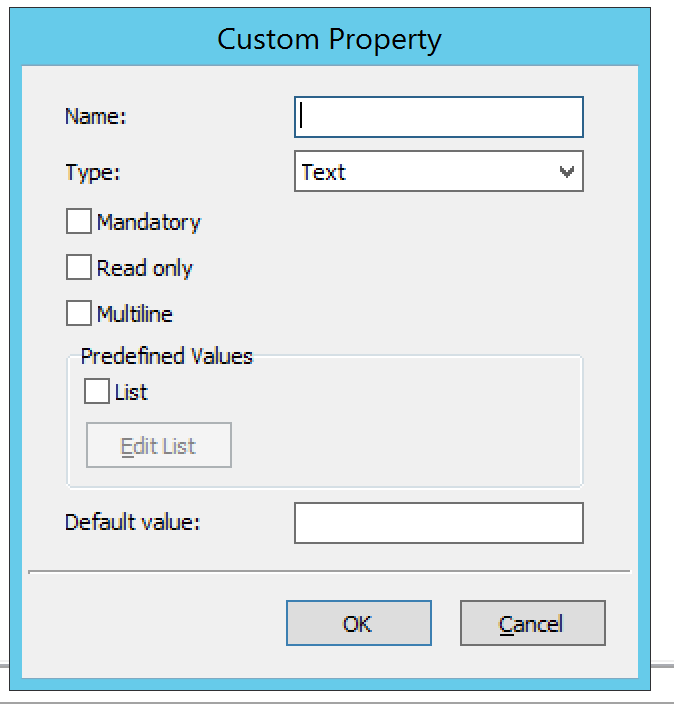 Custom Property
Name:
Type: Text
Mandatory
Read only
Multiline
Predefined Values
List
Edit List
Default value:
OK Cancel